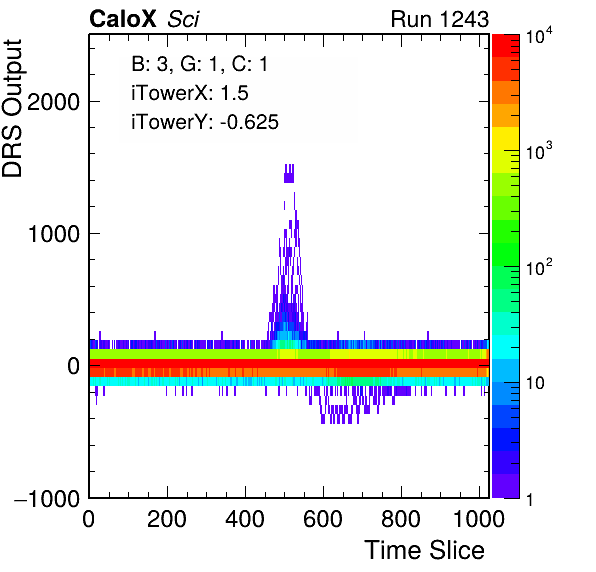 CaloX Sci Run 1243
B: 3, G: 1, C: 1
iTowerX: 1.5
iTowerY: -0.625
DRS Output
2000
1000
0
−1000
0 200 400 600 800 1000
Time Slice
10^4
10^3
10^2
10
1